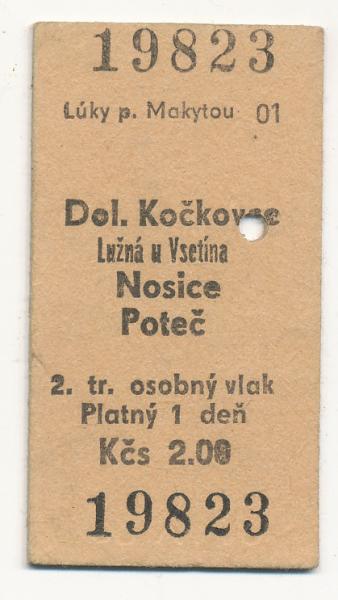 19823
Lúky p. Makytou 01
Dol. Kočkovce
Lužná u Vsetína
Nosice
Poteč
2. tr. osobný vlak
Platný 1 deň
Kčs 2.00
19823